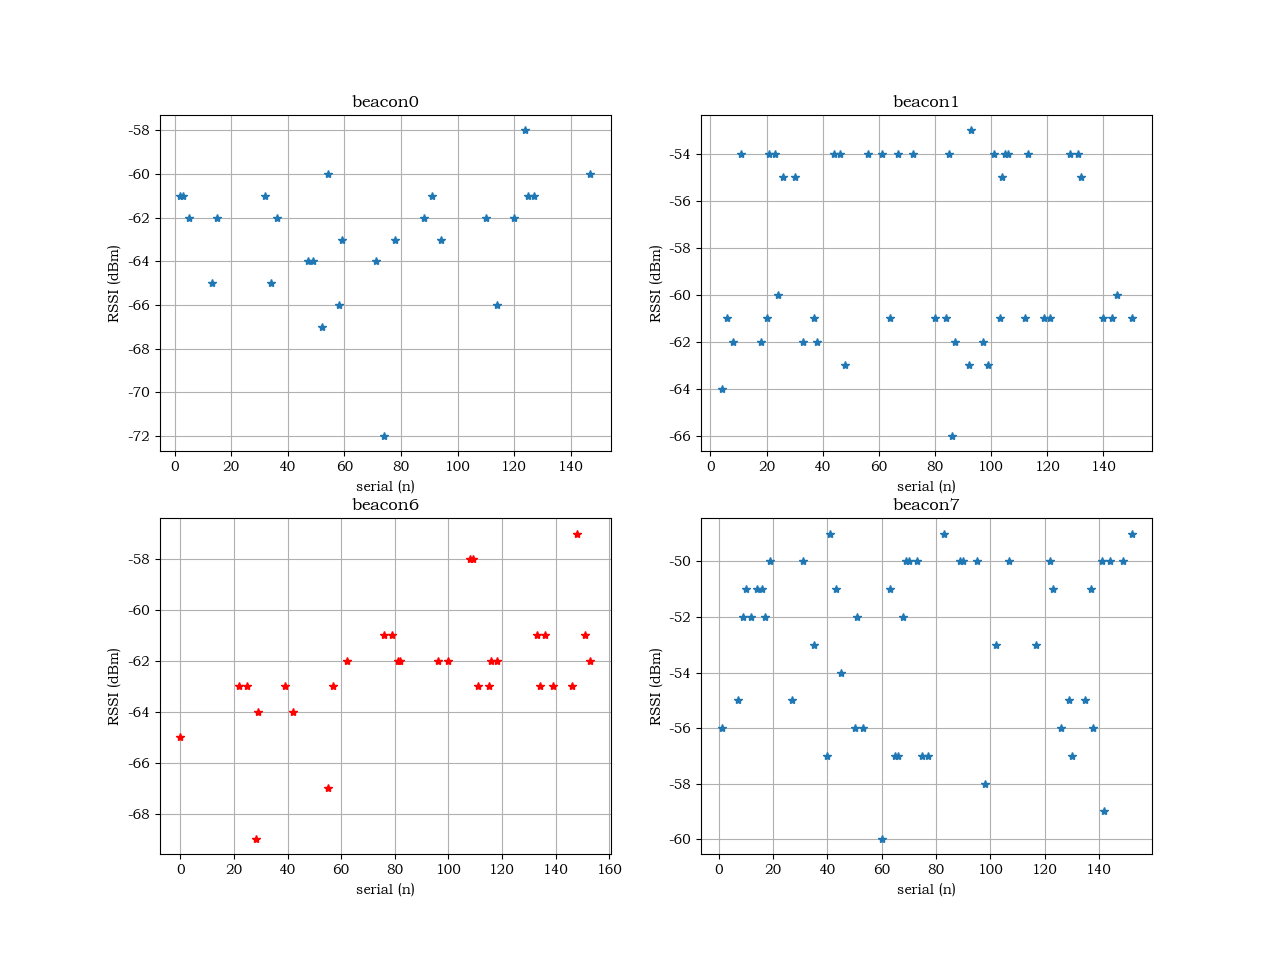 beacon0
-58
-60
-62
-64
-66
-68
-70
-72
RSSI (dBm)
0 20 40 60 80 100 120 140
serial (n)
beacon1
-54
-56
-58
-60
-62
-64
-66
RSSI (dBm)
0 20 40 60 80 100 120 140
serial (n)
beacon6
-58
-60
-62
-64
-66
-68
RSSI (dBm)
0 20 40 60 80 100 120 140 160
serial (n)
beacon7
-50
-52
-54
-56
-58
-60
RSSI (dBm)
0 20 40 60 80 100 120 140
serial (n)